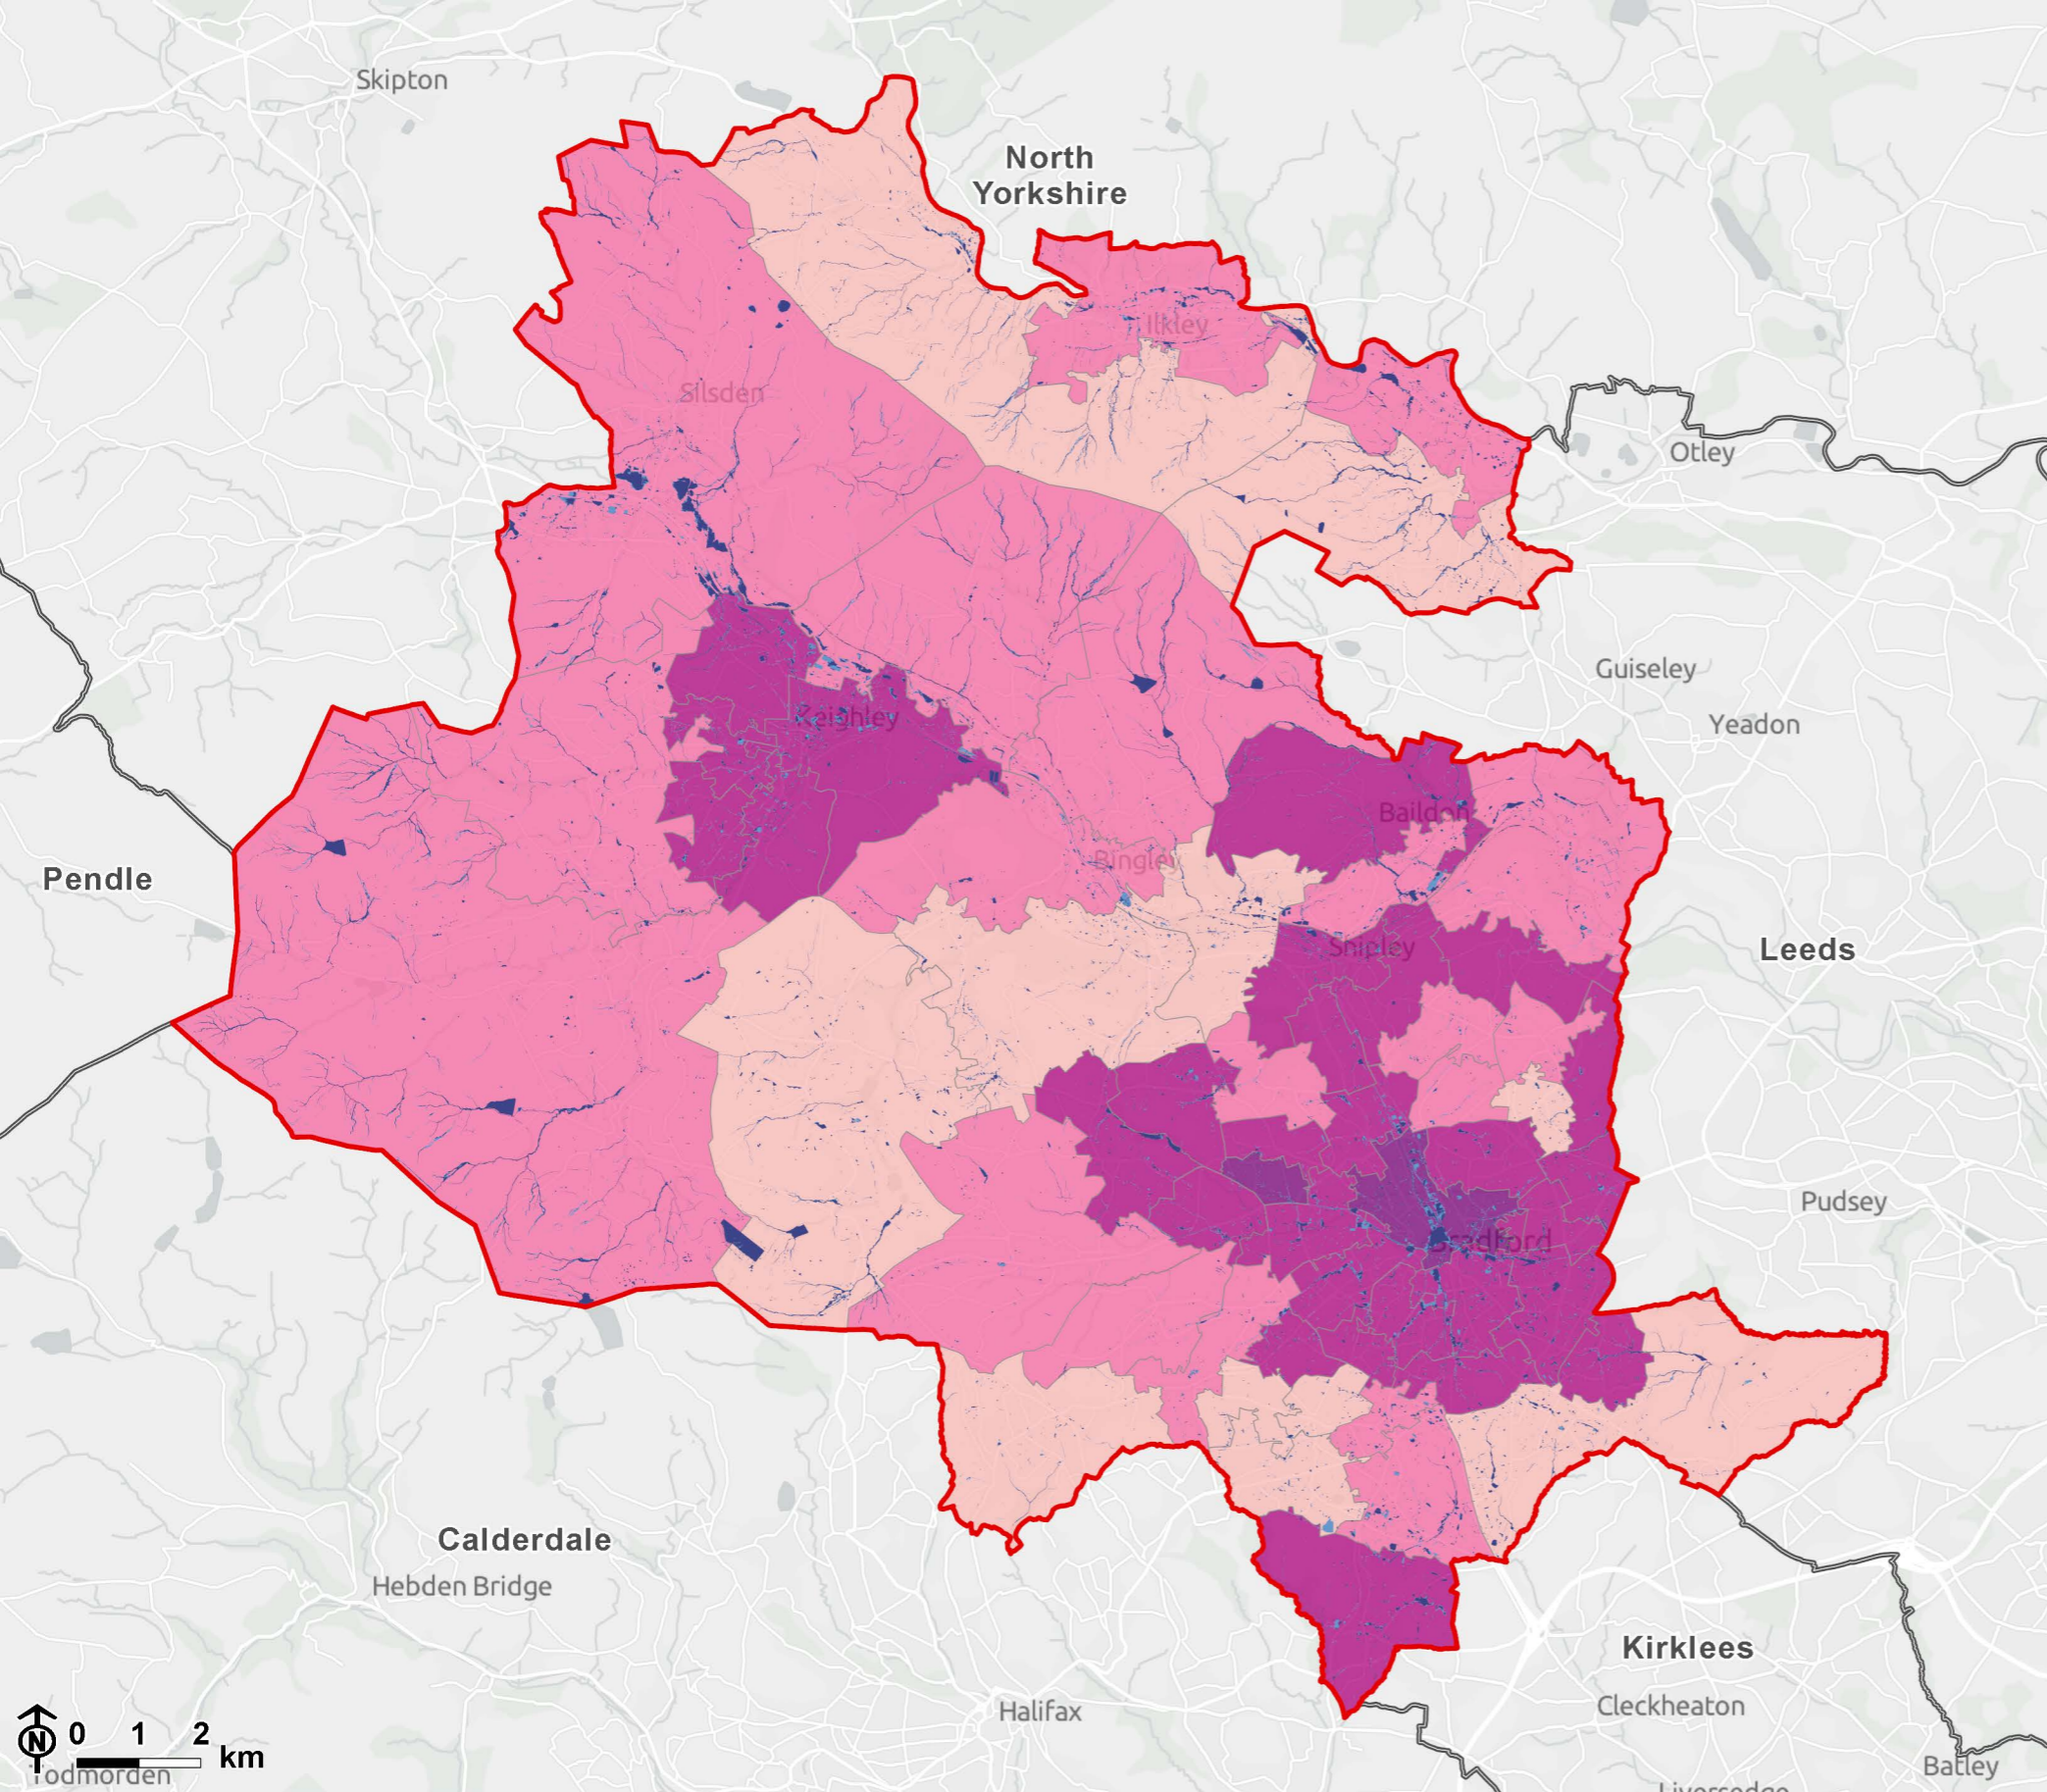 Skipton
North
Yorkshire
Ilkley
Silsden
Otley
Guiseley
Keighley
Yeadon
Baildon
Bingley
Pendle
Shipley
Leeds
Pudsey
Bradford
Calderdale
Hebden Bridge
Kirklees
Cleckheaton
Halifax
N
0 1 2
km
Todmorden
Batley
Liversedge